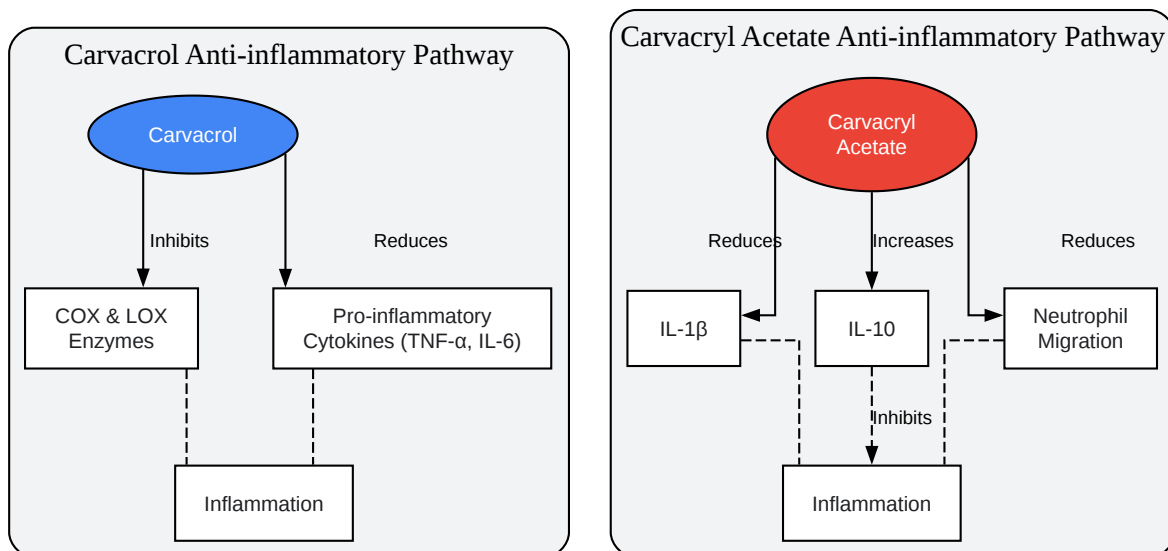 Carvacrol Anti-inflammatory Pathway
Carvacrol
Inhibits
Reduces
COX & LOX
Enzymes
Pro-inflammatory
Cytokines (TNF-α, IL-6)
Inflammation
Carvacryl Acetate Anti-inflammatory Pathway
Carvacryl
Acetate
Reduces
Increases
Reduces
IL-1β
IL-10
Neutrophil
Migration
Inhibits
Inflammation